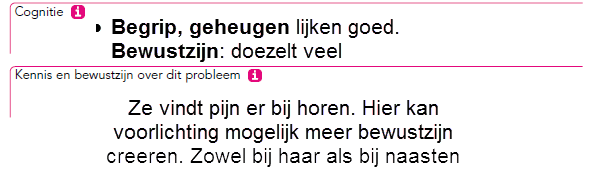 Cognitie i
• Begrip, geheugen lijken goed.
Bewustzijn: doezelt veel
Kennis en bewustzijn over dit probleem i
Ze vindt pijn er bij horen. Hier kan
voorlichting mogelijk meer bewustzijn
creeren. Zowel bij haar als bij naasten